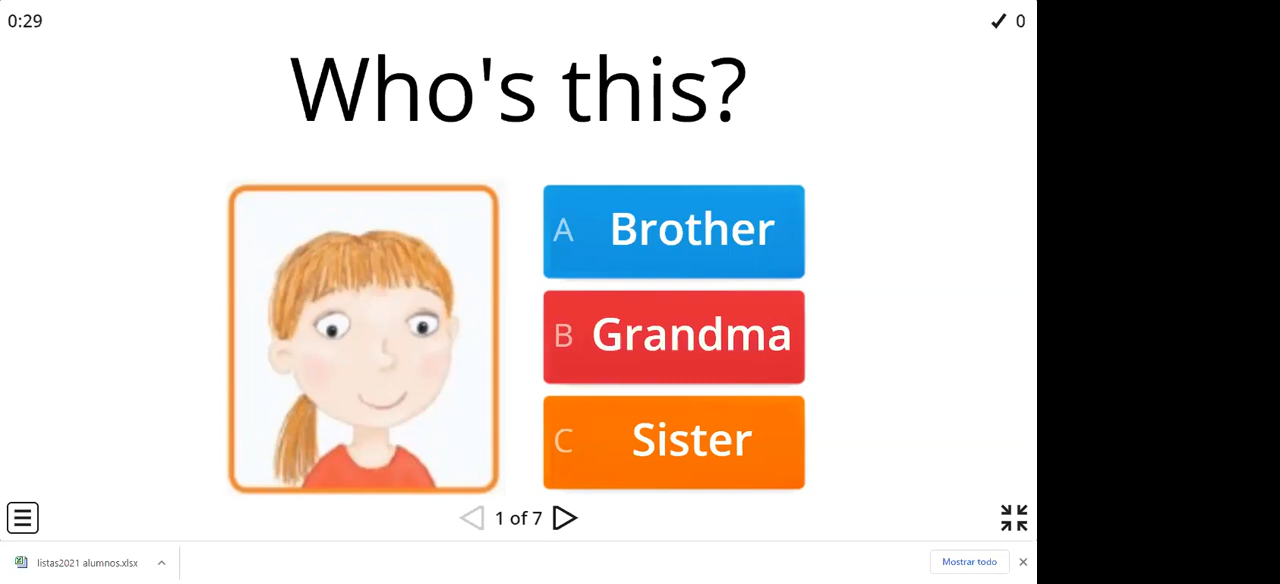 0:29
✓ 0
Who's this?
A Brother
B Grandma
C Sister
1 of 7
listas2021 alumnos.xlsx
Mostrar todo